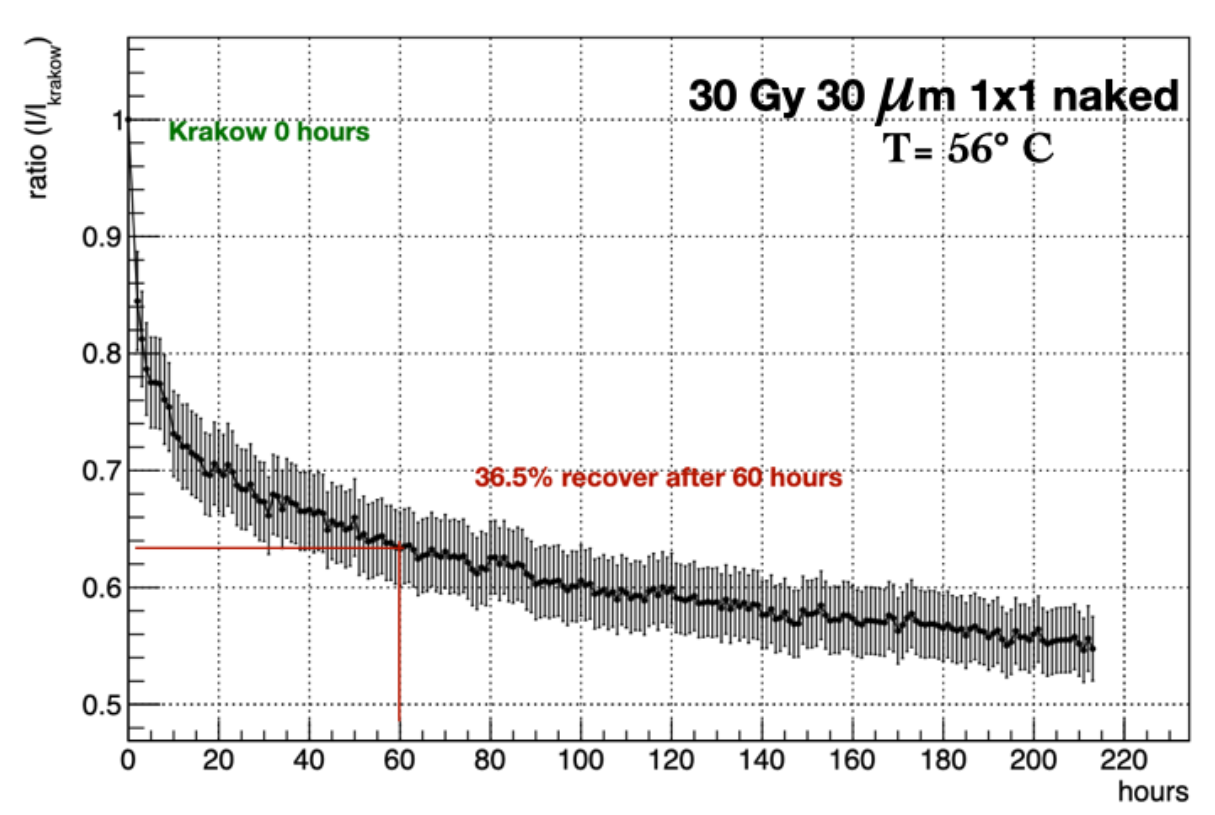 ratio (I/I_krakow)
30 Gy 30 μm 1x1 naked
T= 56° C
Krakow 0 hours
36.5% recover after 60 hours
1
0.9
0.8
0.7
0.6
0.5
0 20 40 60 80 100 120 140 160 180 200 220
hours